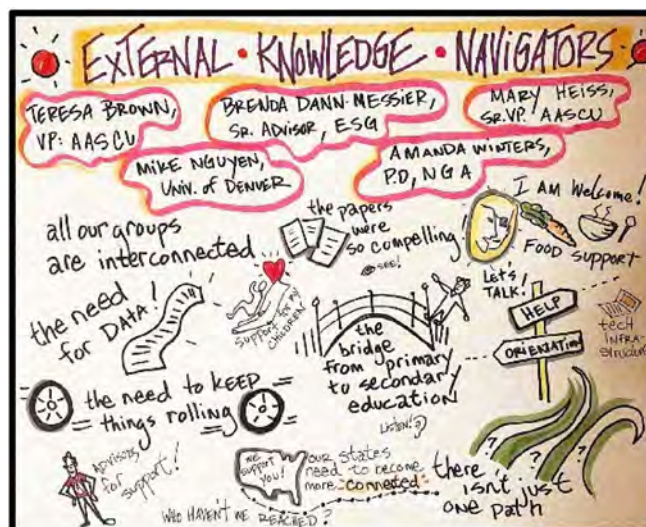 EXTERNAL • KNOWLEDGE • NAVIGATORS
TERESA BROWN,
VP: AASCU
BRENDA DANN-MESSIER,
SR. ADVISOR, ESG
MARY HEISS,
SR. VP: AASCU
MIKE NGUYEN,
UNIV. of DENVER
AMANDA WINTERS,
P.D, NGA
all our groups
are interconnected
the papers
were
so compelling
SEE!
I AM Welcome!
FOOD SUPPORT
the need
for DATA!
SUPPORT for MY
CHILDREN
the
bridge
from primary
to secondary
education
LISTEN!
LET'S
TALK!
HELP
ORIENTATION
tech
INFRA-
the need to KEEP
things rolling
ADVISORS
for
support!
WE
SUPPORT
YOU!
OUR STATES
need to become
more "connected"
WHO HAVEN'T WE REACHED?
there
isn't just
one path
? ? ? ?